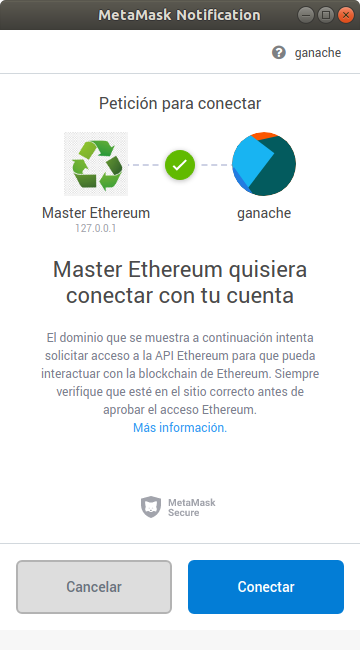 MetaMask Notification
ganache
Petición para conectar
Master Ethereum
127.0.0.1
ganache
Master Ethereum quisiera
conectar con tu cuenta
El dominio que se muestra a continuación intenta
solicitar acceso a la API Ethereum para que pueda
interactuar con la blockchain de Ethereum. Siempre
verifique que esté en el sitio correcto antes de
aprobar el acceso Ethereum.
Más información.
MetaMask
Secure
Cancelar
Conectar